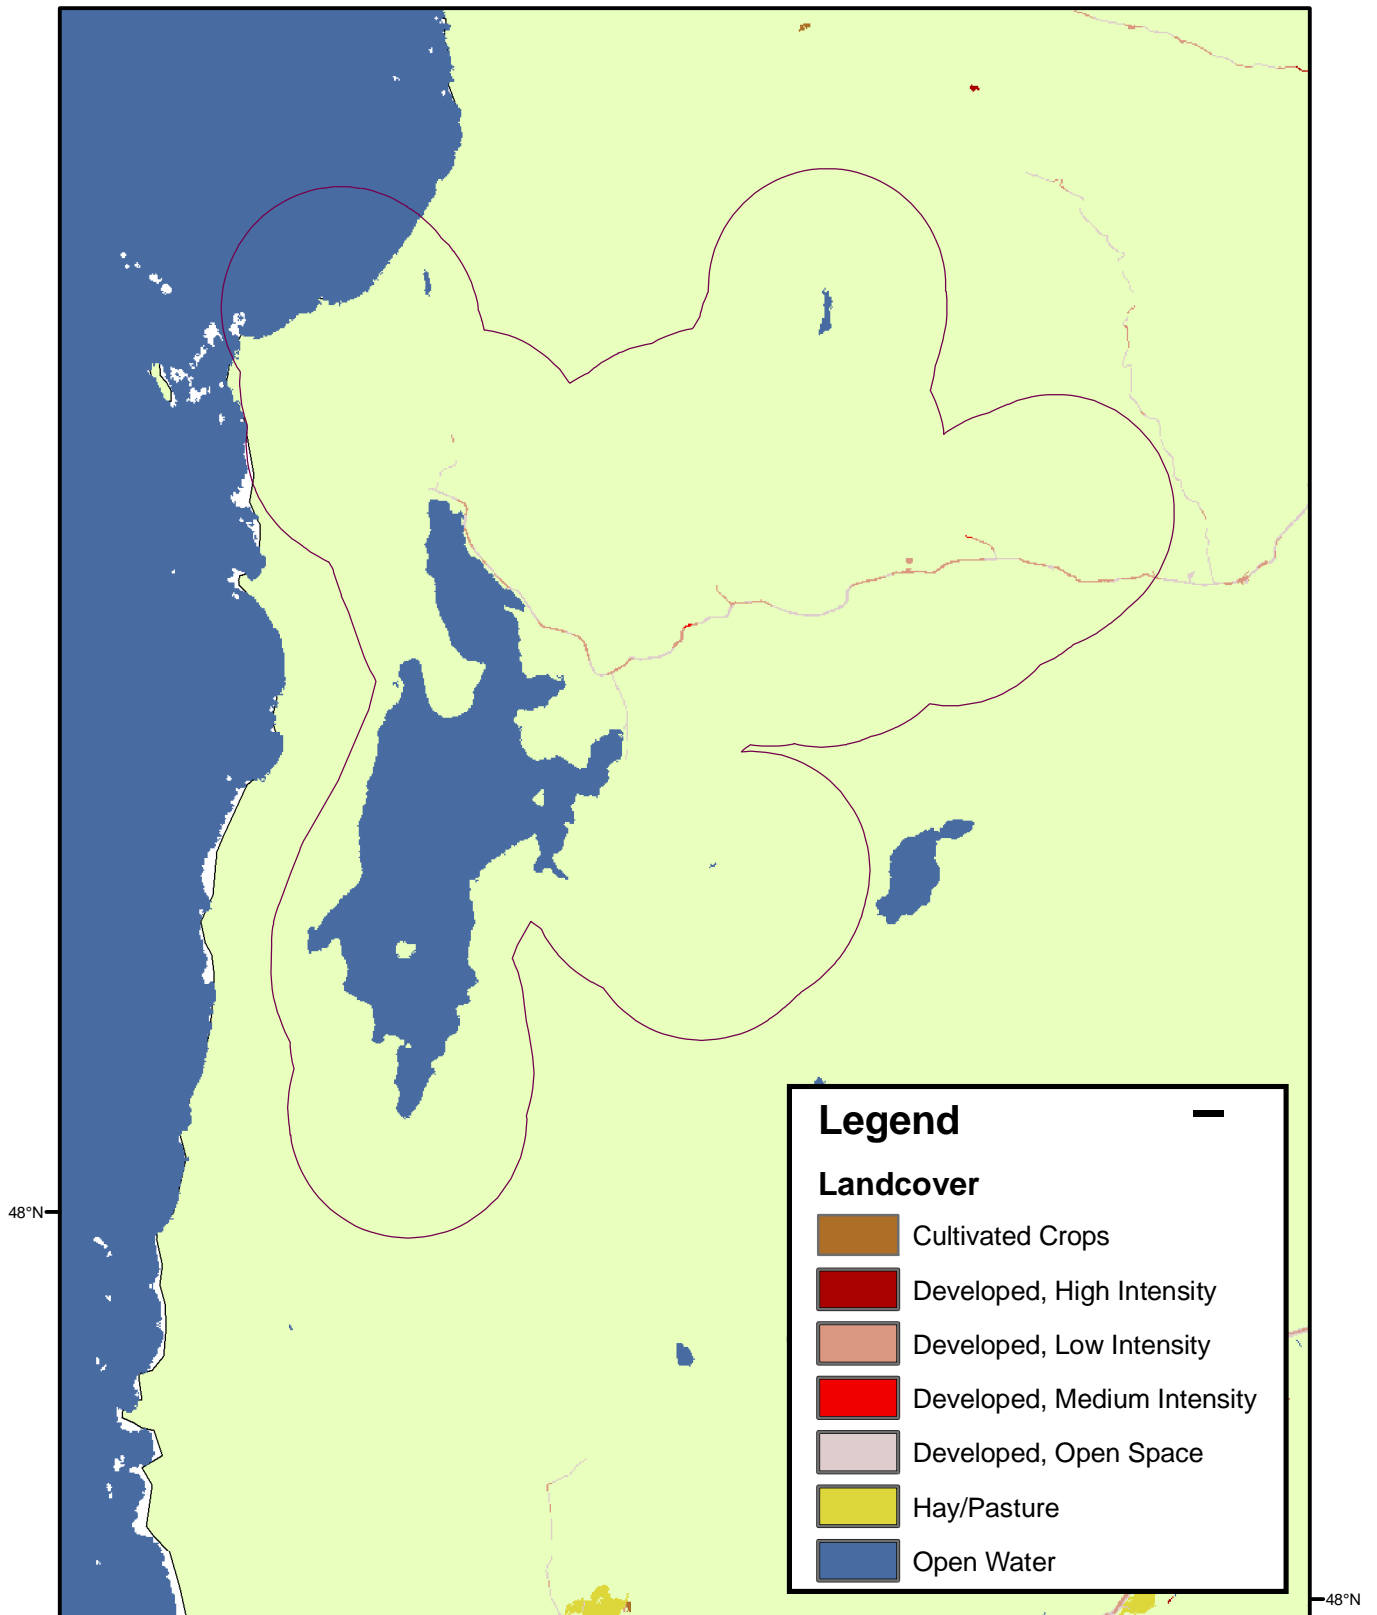 48°N
Legend
Landcover
Cultivated Crops
Developed, High Intensity
Developed, Low Intensity
Developed, Medium Intensity
Developed, Open Space
Hay/Pasture
Open Water
48°N